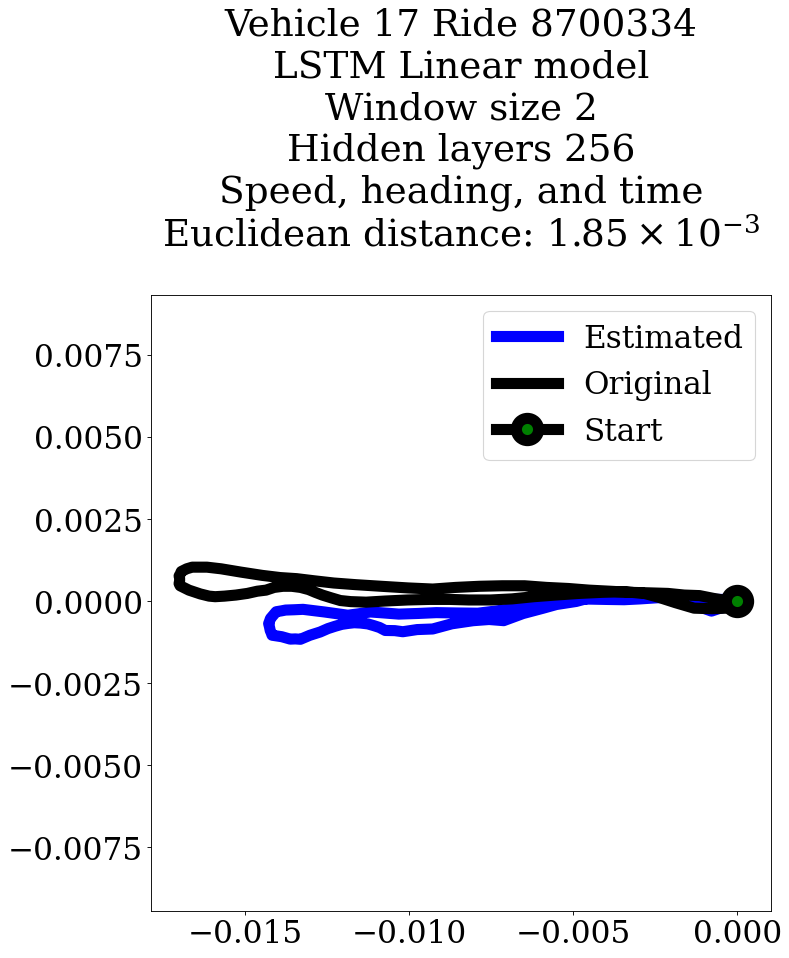 Vehicle 17 Ride 8700334
LSTM Linear model
Window size 2
Hidden layers 256
Speed, heading, and time
Euclidean distance: 1.85 × 10⁻³
Estimated
Original
Start
0.0075
0.0050
0.0025
0.0000
−0.0025
−0.0050
−0.0075
−0.015 −0.010 −0.005 0.000